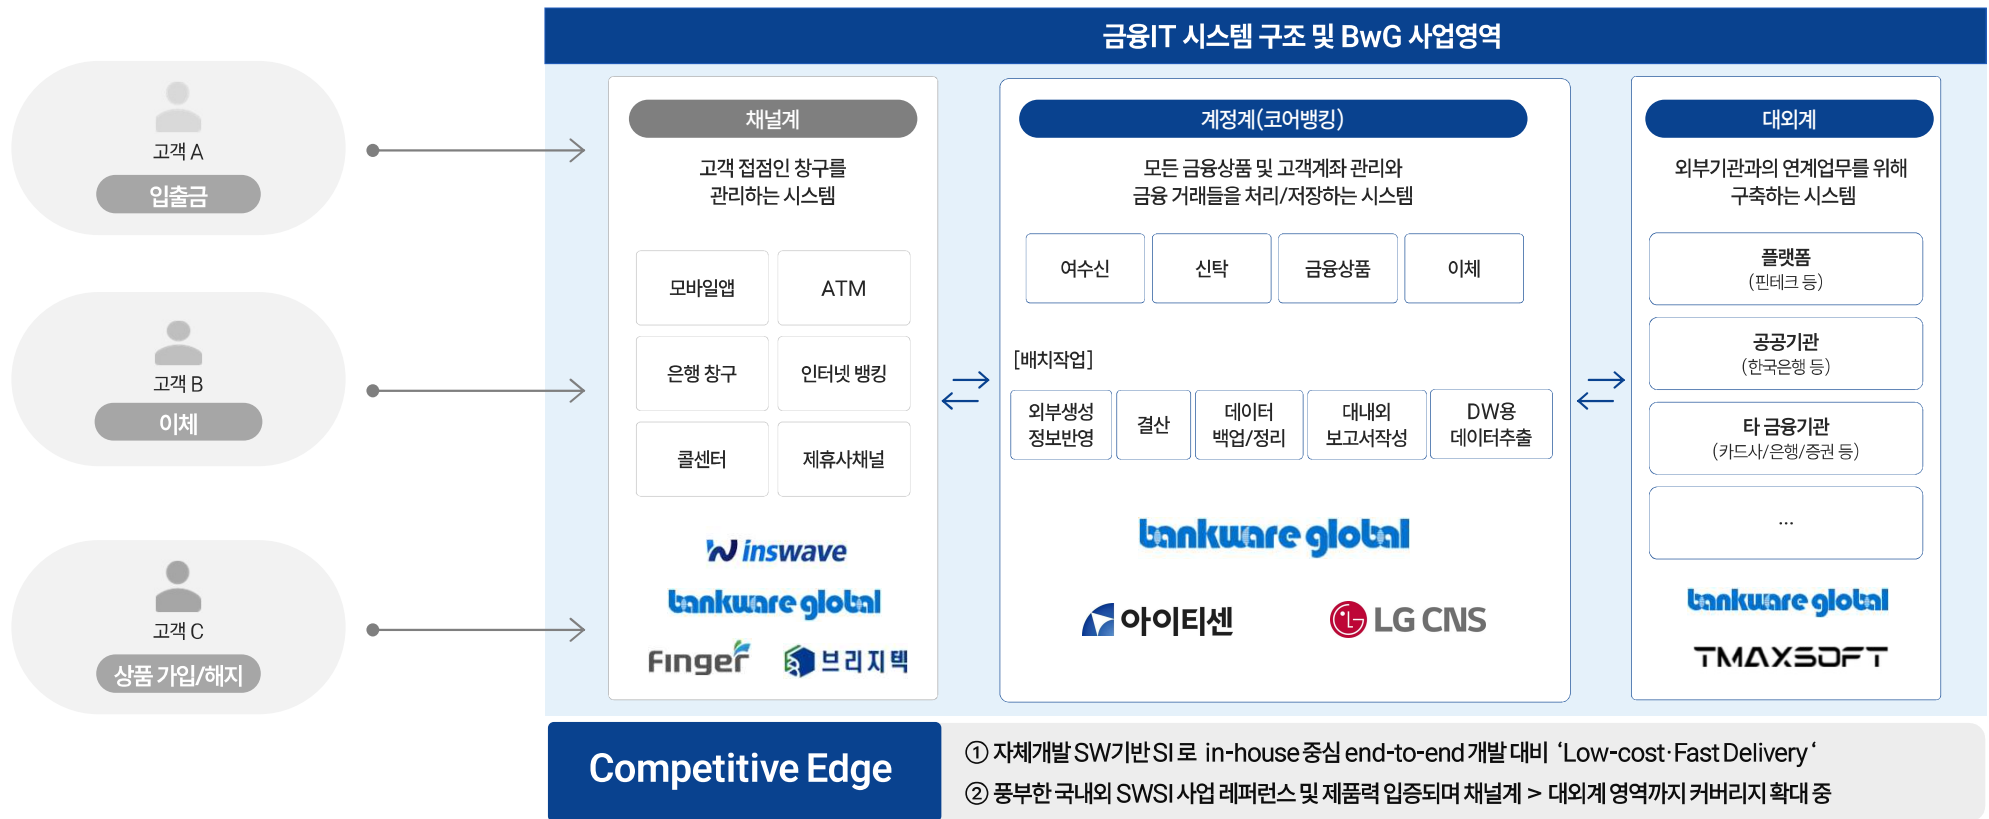 금융IT 시스템 구조 및 BwG 사업영역
고객 A
입출금
고객 B
이체
고객 C
상품 가입/해지
채널계
고객 접점인 창구를
관리하는 시스템
모바일앱
ATM
은행 창구
인터넷 뱅킹
콜센터
제휴사채널
inswave
bankware global
Finger
브리지텍
계정계(코어뱅킹)
모든 금융상품 및 고객계좌 관리와
금융 거래들을 처리/저장하는 시스템
여수신
신탁
금융상품
이체
[배치작업]
외부생성
정보반영
결산
데이터
백업/정리
대내외
보고서작성
DW용
데이터추출
bankware global
아이티센
LG CNS
대외계
외부기관과의 연계업무를 위해
구축하는 시스템
플랫폼
(핀테크 등)
공공기관
(한국은행 등)
타 금융기관
(카드사/은행/증권 등)
...
bankware global
TMAXSOFT
Competitive Edge
① 자체개발 SW기반 SI 로 in-house 중심 end-to-end 개발 대비 ‘Low-cost·Fast Delivery‘
② 풍부한 국내외 SWSI 사업 레퍼런스 및 제품력 입증되며 채널계 > 대외계 영역까지 커버리지 확대 중